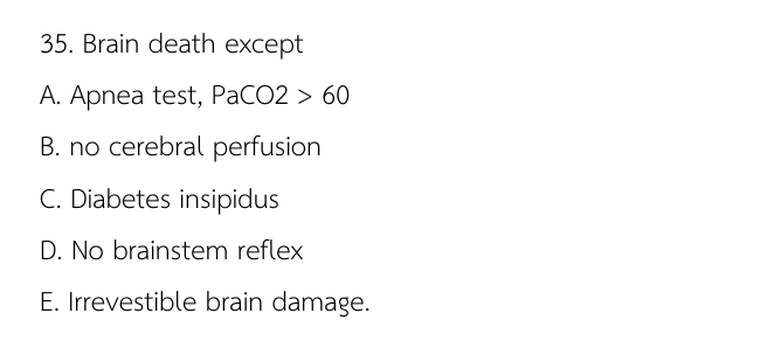 35. Brain death except
A. Apnea test, PaCO2 > 60
B. no cerebral perfusion
C. Diabetes insipidus
D. No brainstem reflex
E. Irrevestible brain damage.